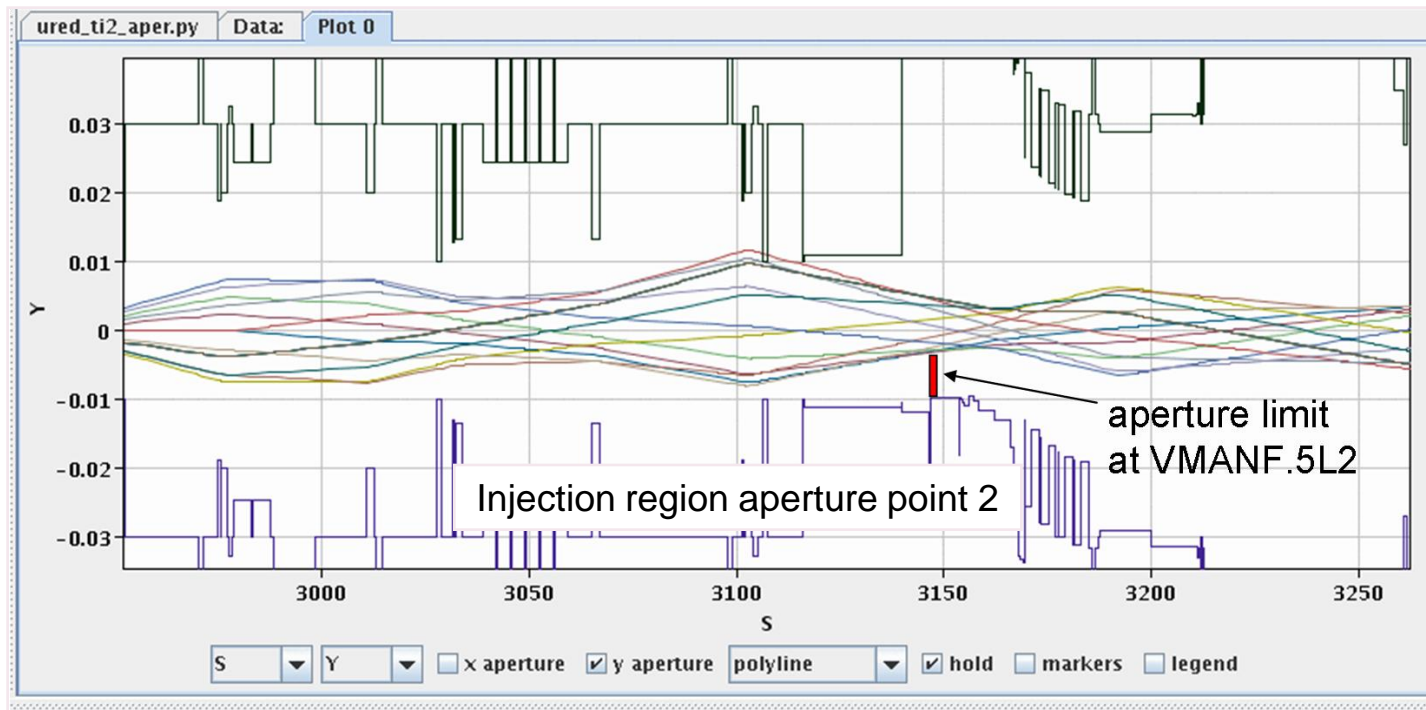 ured_ti2_aper.py Data: Plot 0
0.03
0.02
0.01
0
-0.01
-0.02
-0.03
Y
aperture limit
at VMANF.5L2
Injection region aperture point 2
3000 3050 3100 3150 3200 3250
S
S Y x aperture y aperture polyline hold markers legend